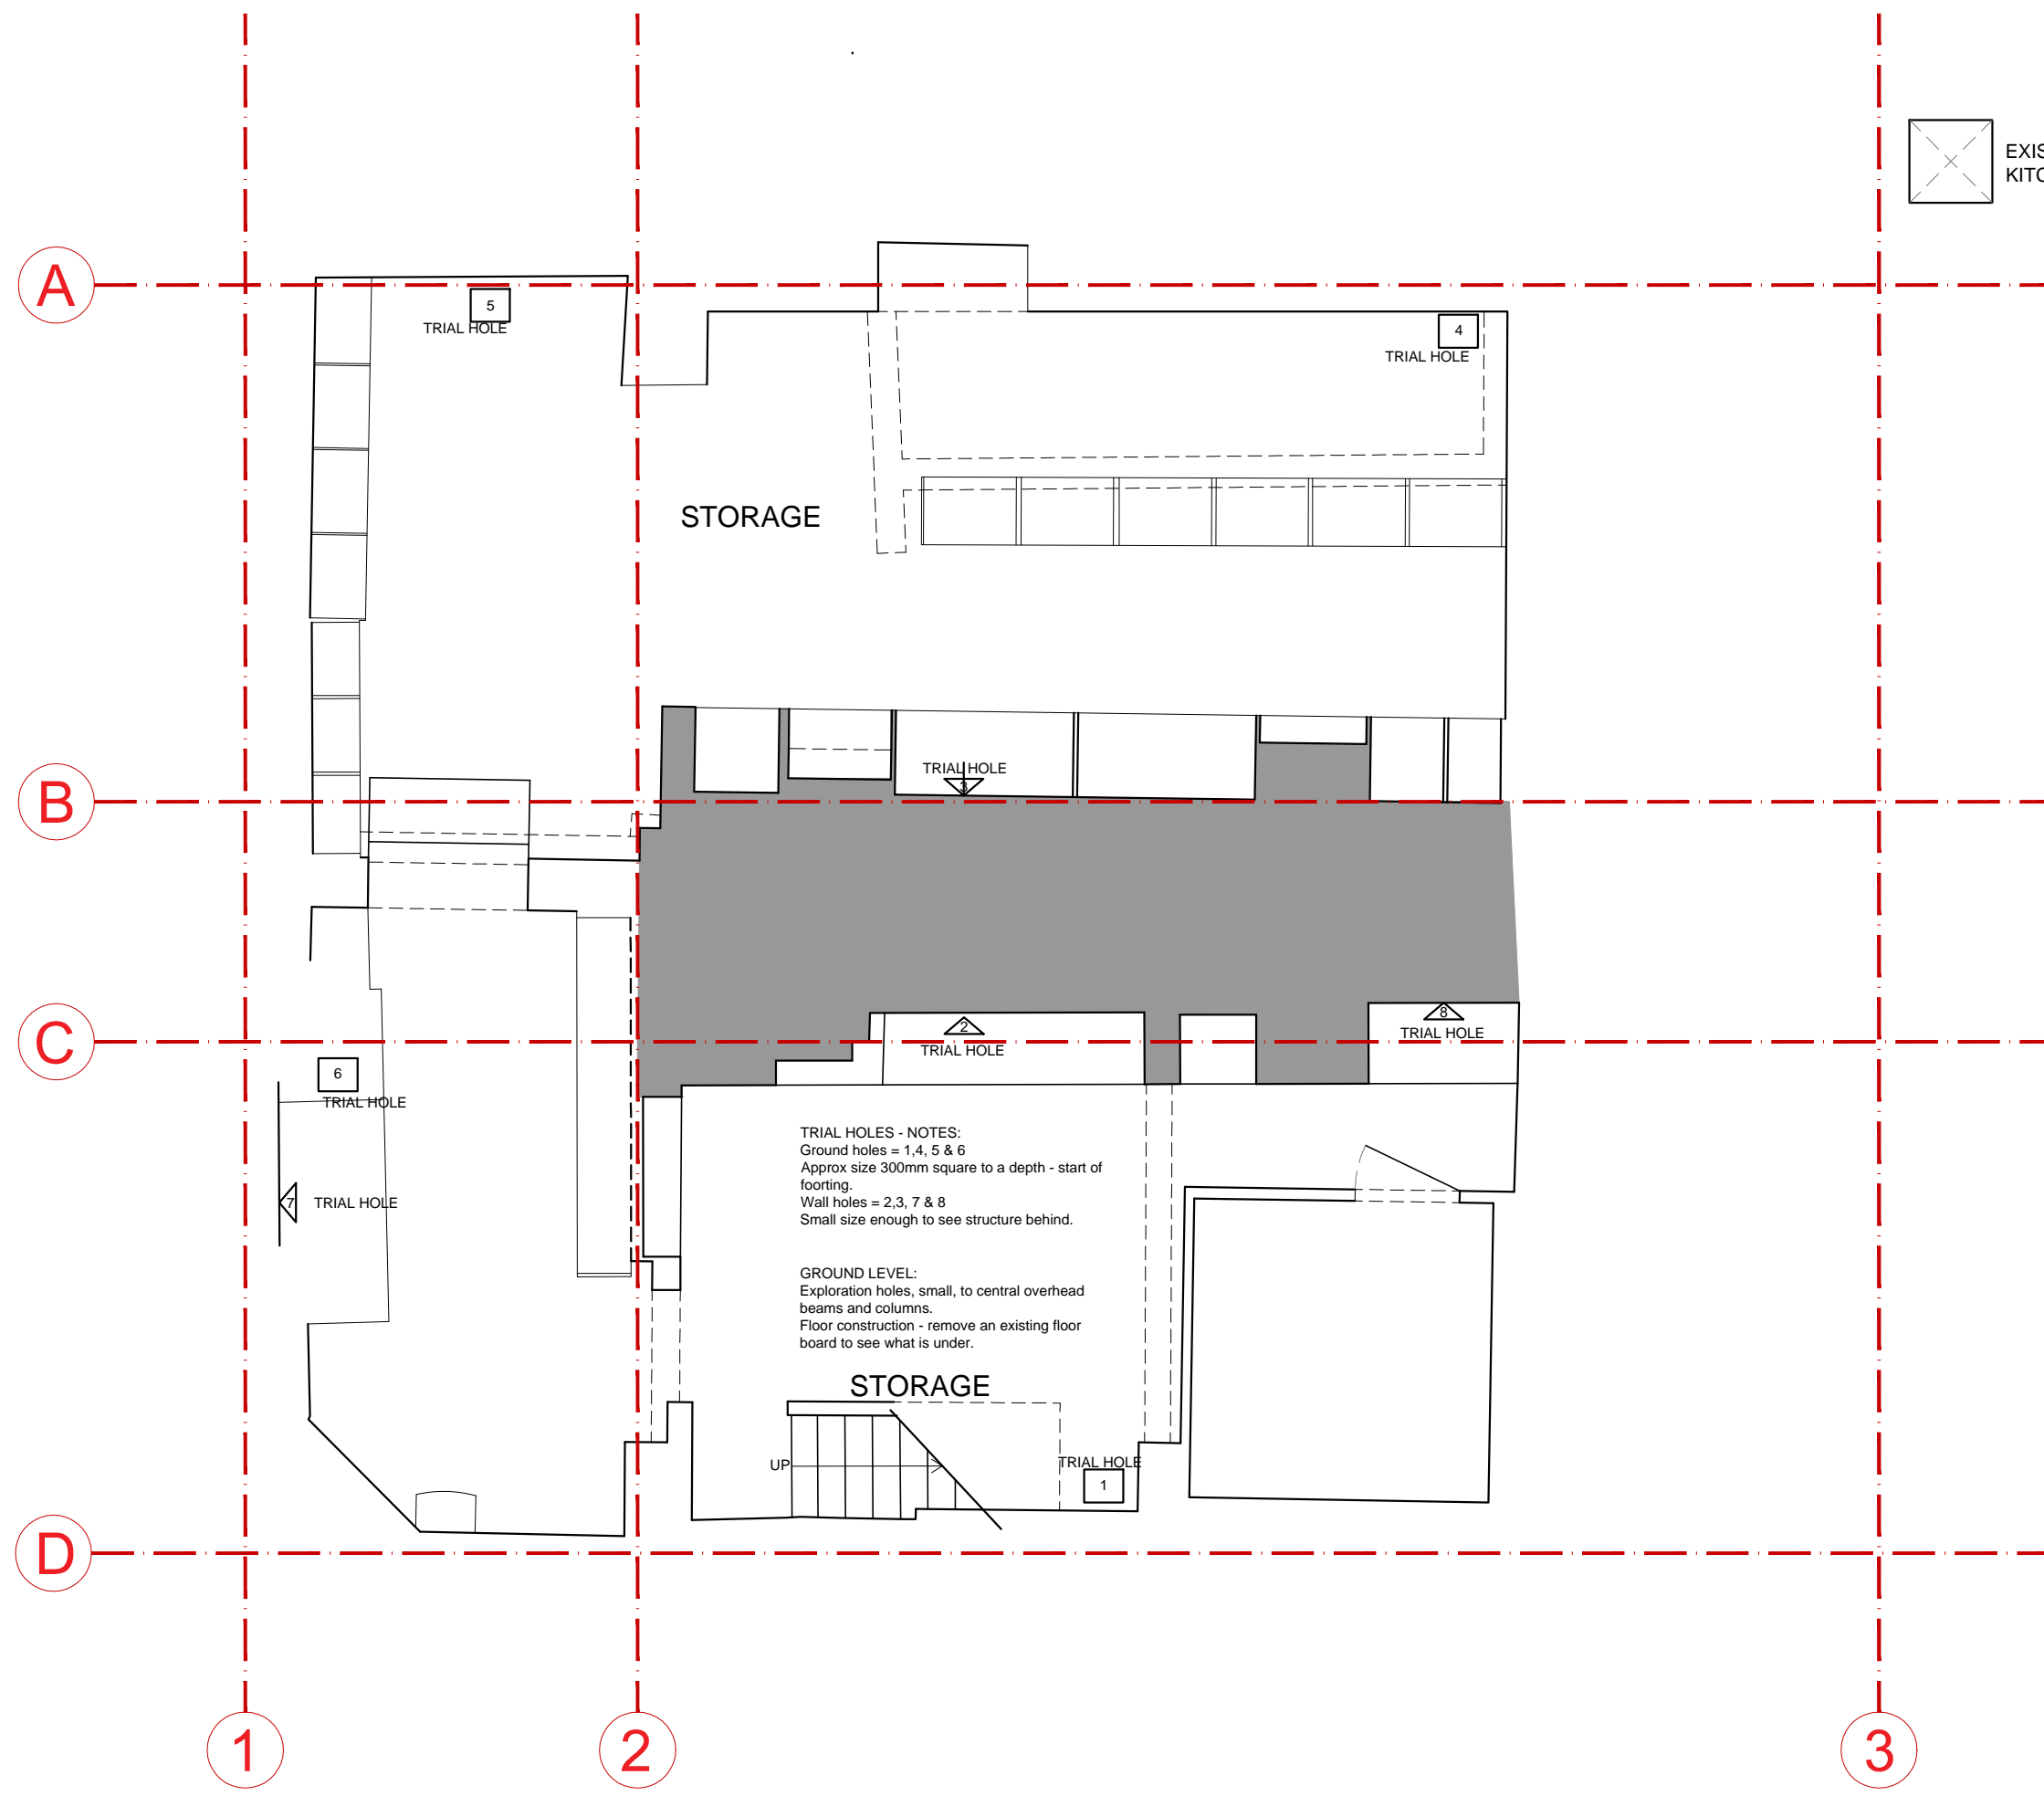 EXIS
KITC
A
5
TRIAL HOLE
4
TRIAL HOLE
STORAGE
TRIAL HOLE
3
B
2
TRIAL HOLE
8
TRIAL HOLE
C
6
TRIAL HOLE
7
TRIAL HOLE
TRIAL HOLES - NOTES:
Ground holes = 1,4, 5 & 6
Approx size 300mm square to a depth - start of
foorting.
Wall holes = 2,3, 7 & 8
Small size enough to see structure behind.
GROUND LEVEL:
Exploration holes, small, to central overhead
beams and columns.
Floor construction - remove an existing floor
board to see what is under.
STORAGE
UP
TRIAL HOLE
1
D
1
2
3